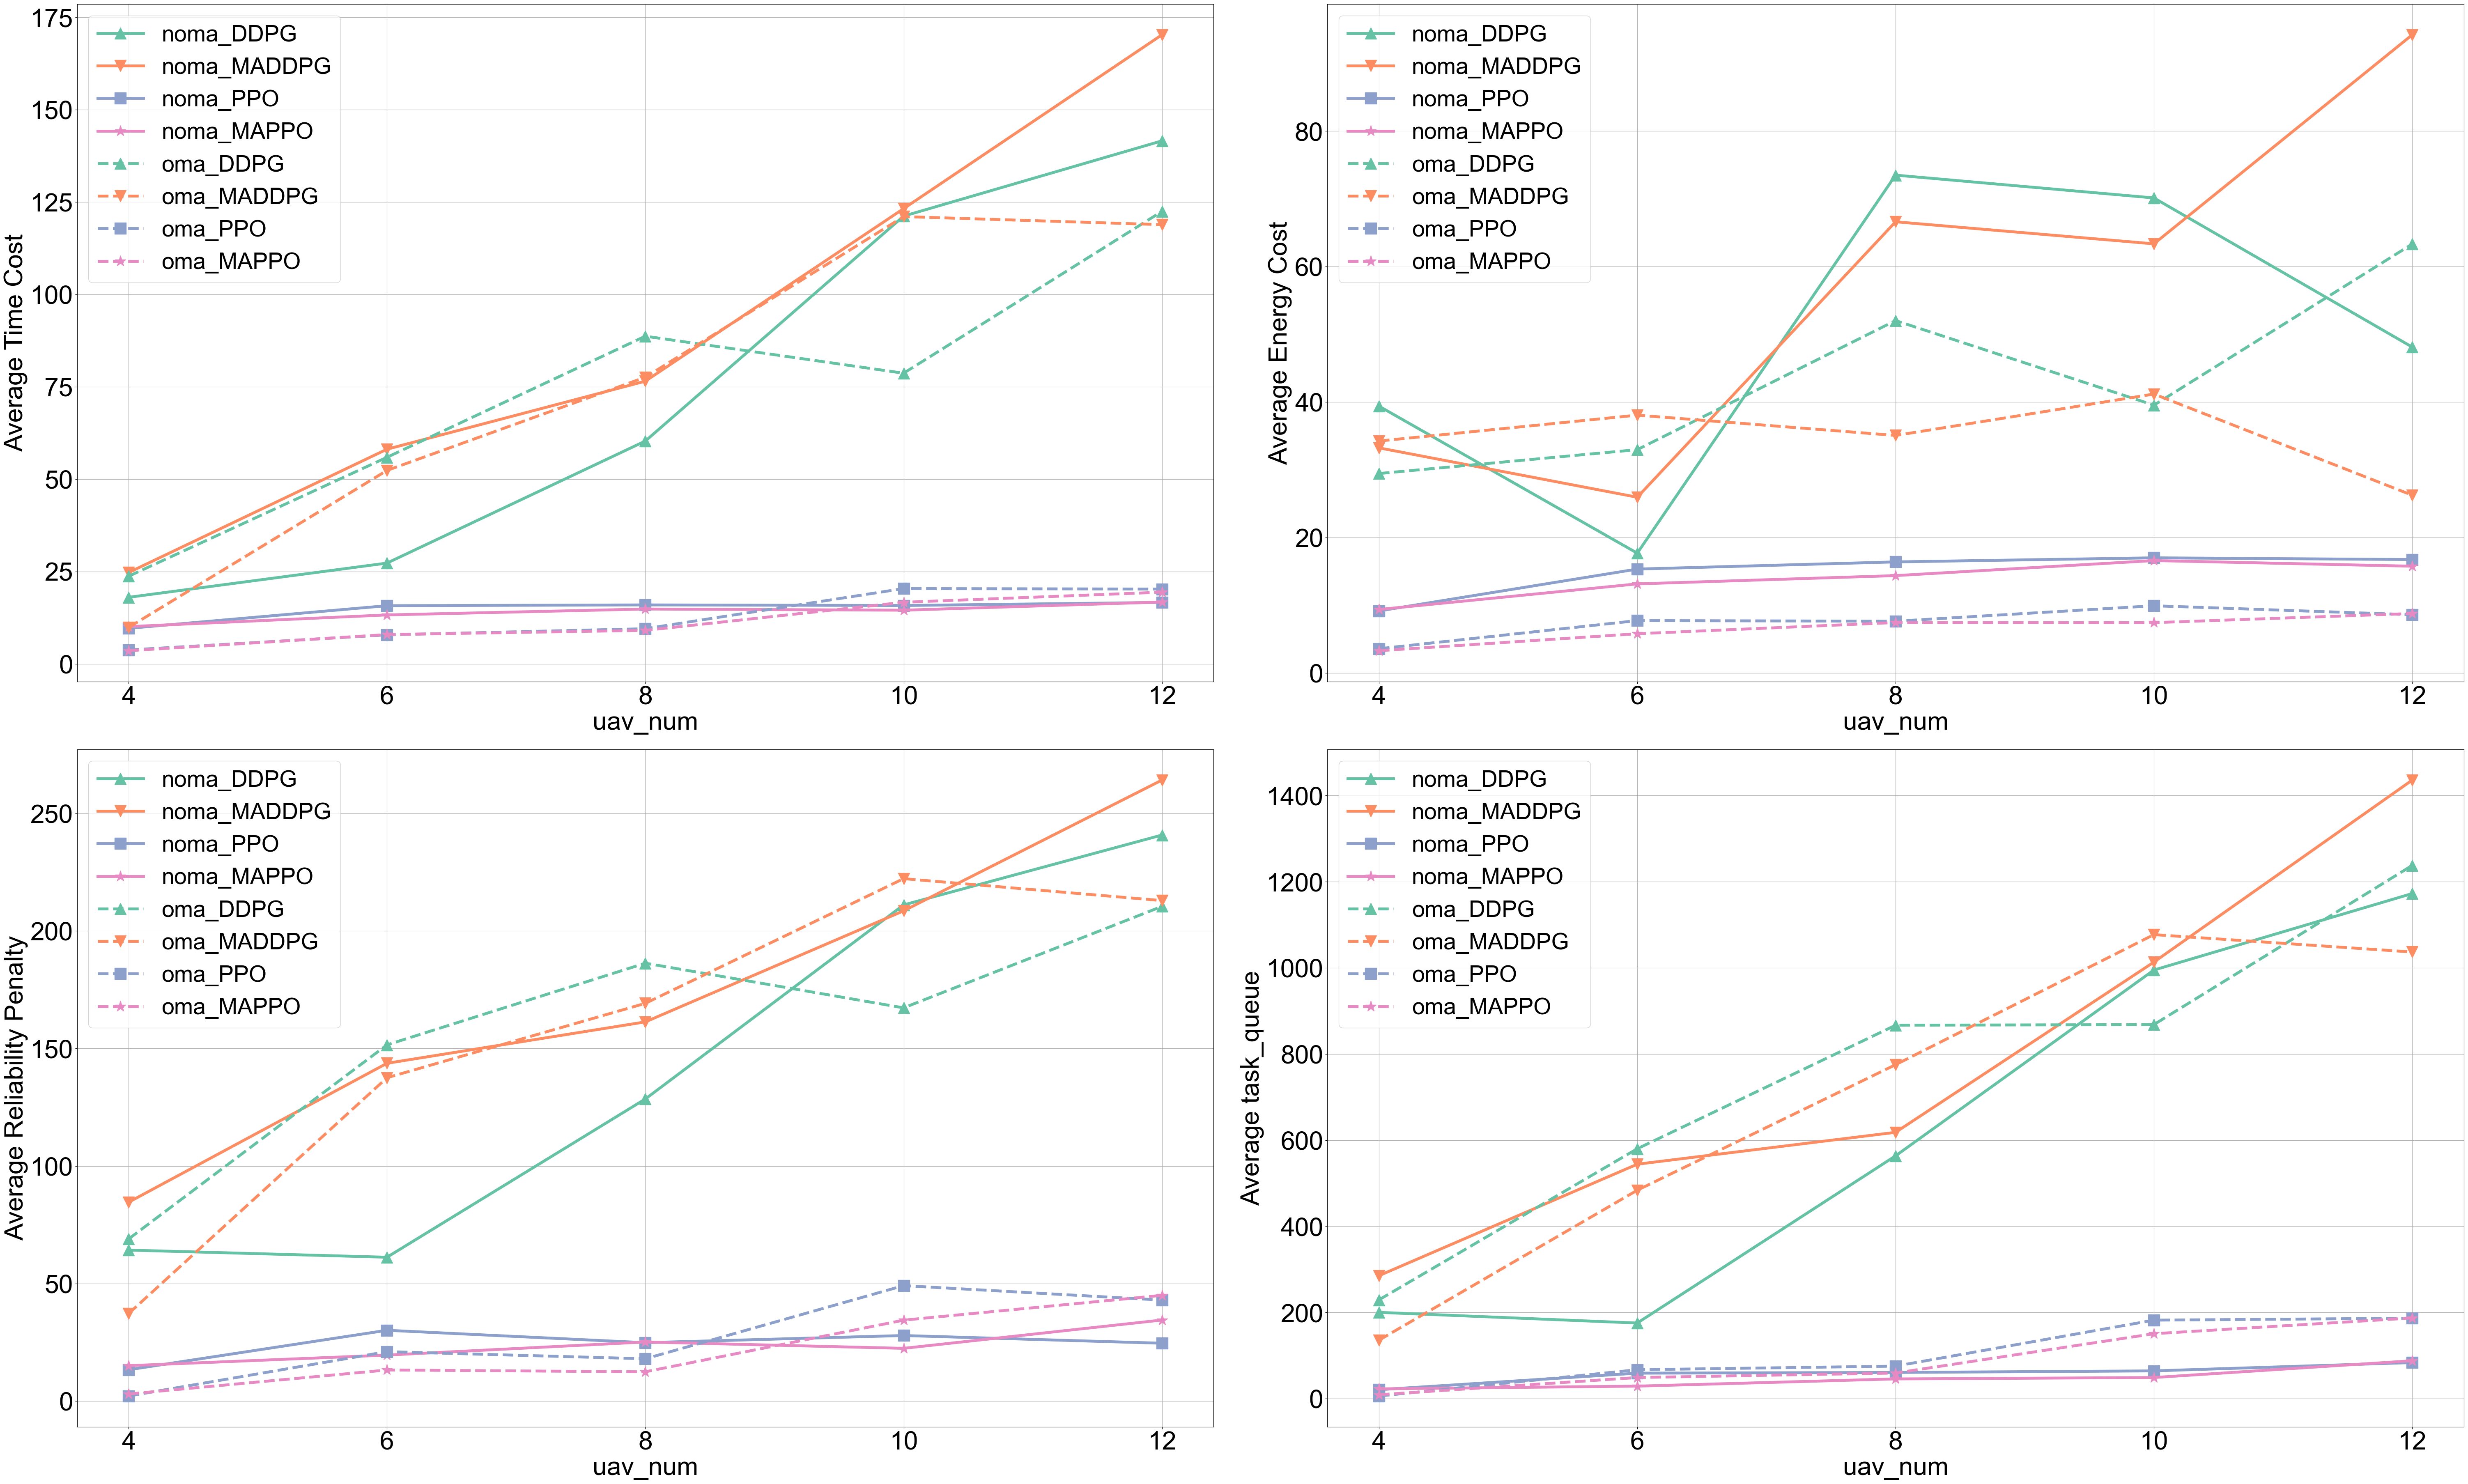 175
150
125
100
75
50
25
0
Average Time Cost
noma_DDPG
noma_MADDPG
noma_PPO
noma_MAPPO
oma_DDPG
oma_MADDPG
oma_PPO
oma_MAPPO
4 6 8 10 12
uav_num
80
60
40
20
0
Average Energy Cost
noma_DDPG
noma_MADDPG
noma_PPO
noma_MAPPO
oma_DDPG
oma_MADDPG
oma_PPO
oma_MAPPO
4 6 8 10 12
uav_num
250
200
150
100
50
0
Average Reliability Penalty
noma_DDPG
noma_MADDPG
noma_PPO
noma_MAPPO
oma_DDPG
oma_MADDPG
oma_PPO
oma_MAPPO
4 6 8 10 12
uav_num
1400
1200
1000
800
600
400
200
0
Average task_queue
noma_DDPG
noma_MADDPG
noma_PPO
noma_MAPPO
oma_DDPG
oma_MADDPG
oma_PPO
oma_MAPPO
4 6 8 10 12
uav_num